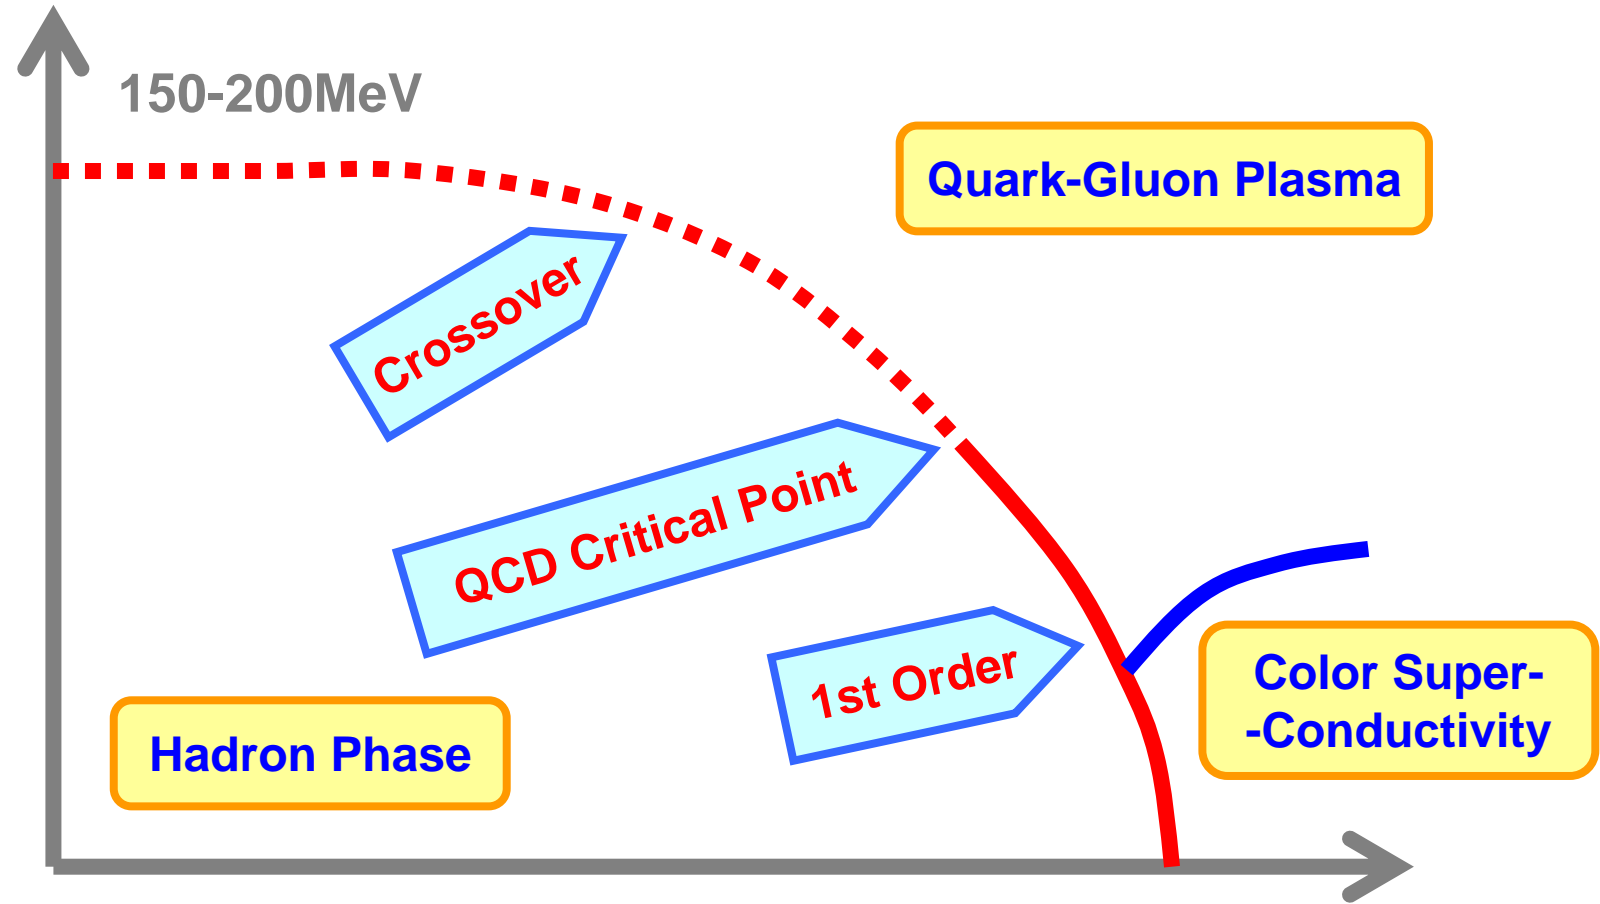 150-200MeV
Quark-Gluon Plasma
Crossover
QCD Critical Point
1st Order
Color Super-
-Conductivity
Hadron Phase